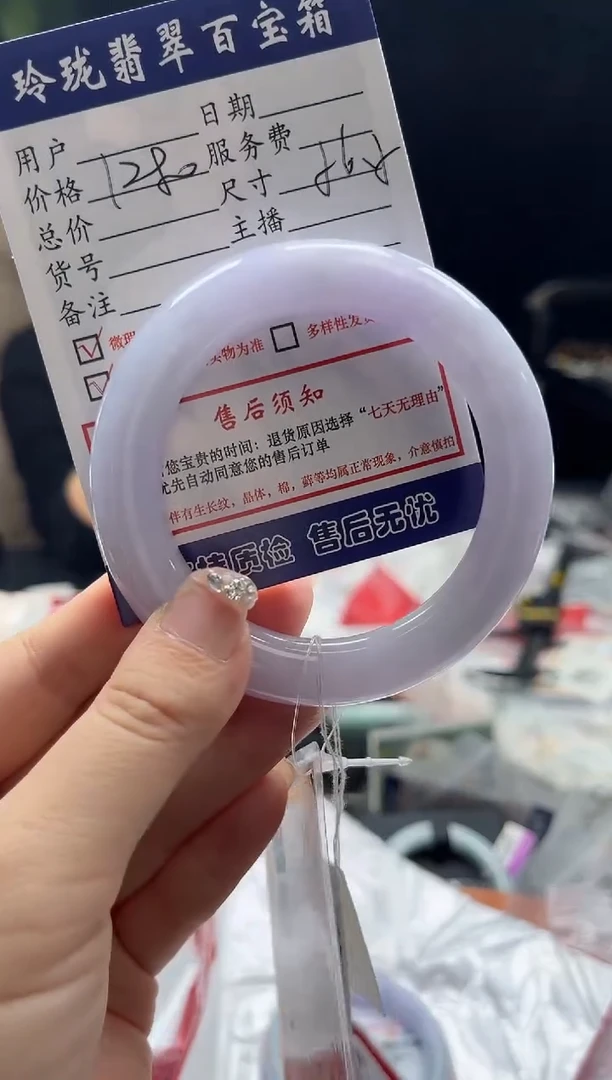 玲珑翡翠百宝箱
用户 日期
价格 1280 服务费
总价 尺寸
货号 主播
备注
微 实物为准 多样性发
售后须知
您宝贵的时间：退货原因选择“七天无理由”
优先自动同意您的售后订单
伴有生长纹，晶体，棉，藓等均属正常现象，介意慎拍
质检 售后无忧